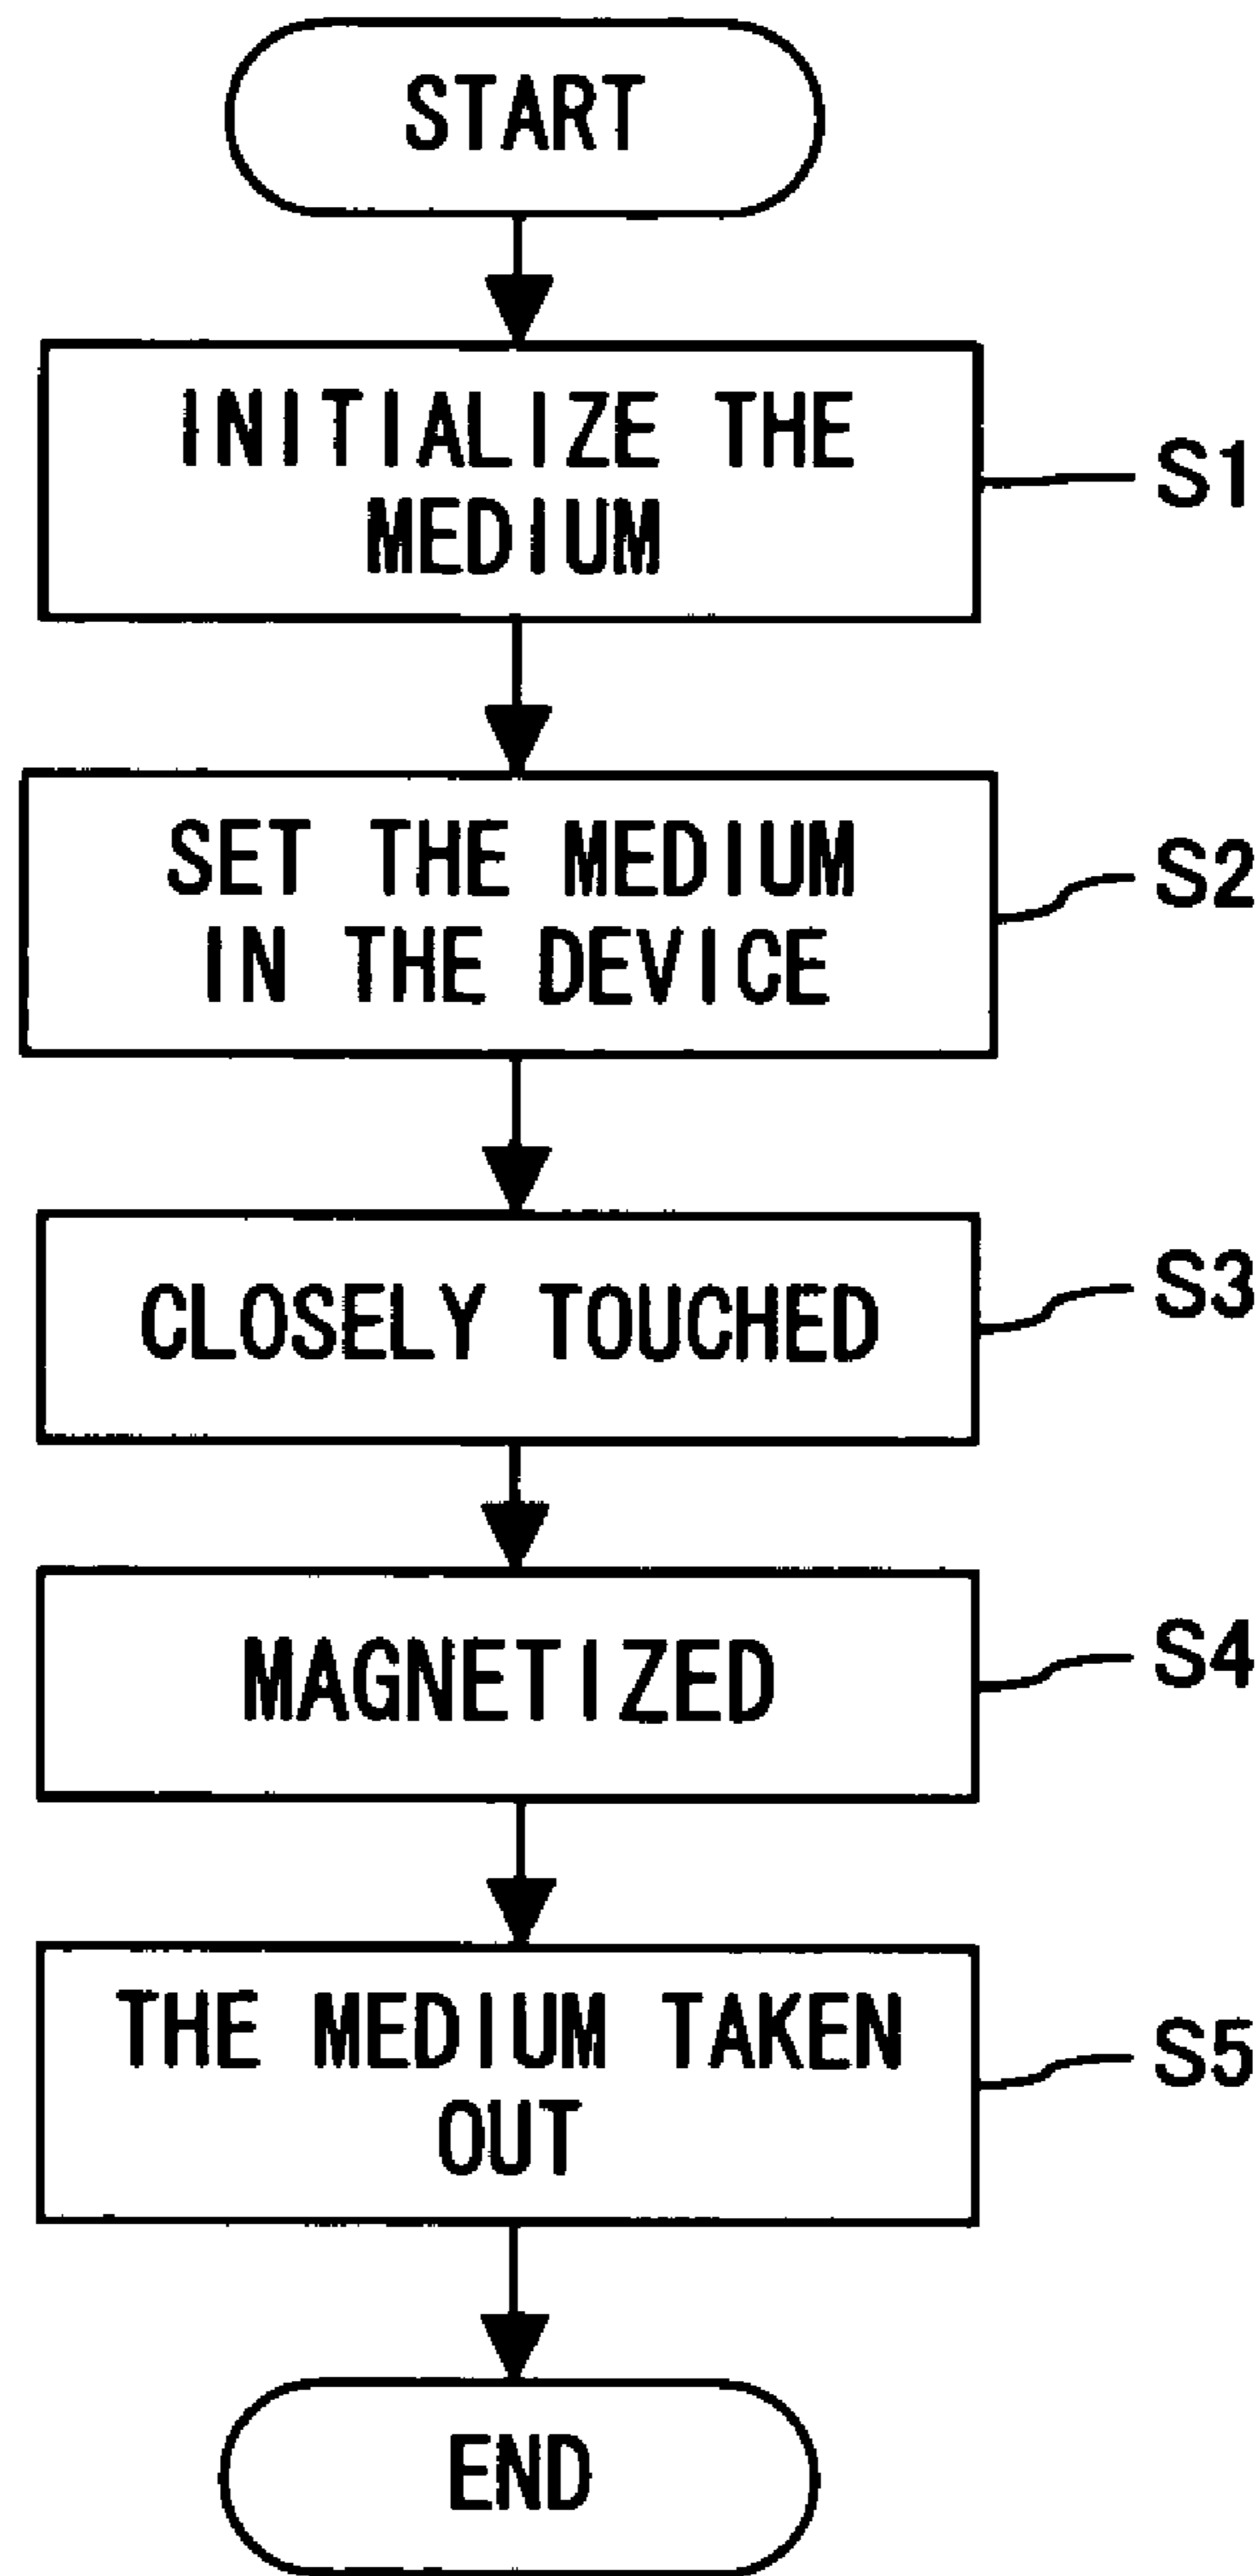 START
INITIALIZE THE
MEDIUM
S1
SET THE MEDIUM
IN THE DEVICE
S2
CLOSELY TOUCHED
S3
MAGNETIZED
S4
THE MEDIUM TAKEN
OUT
S5
END